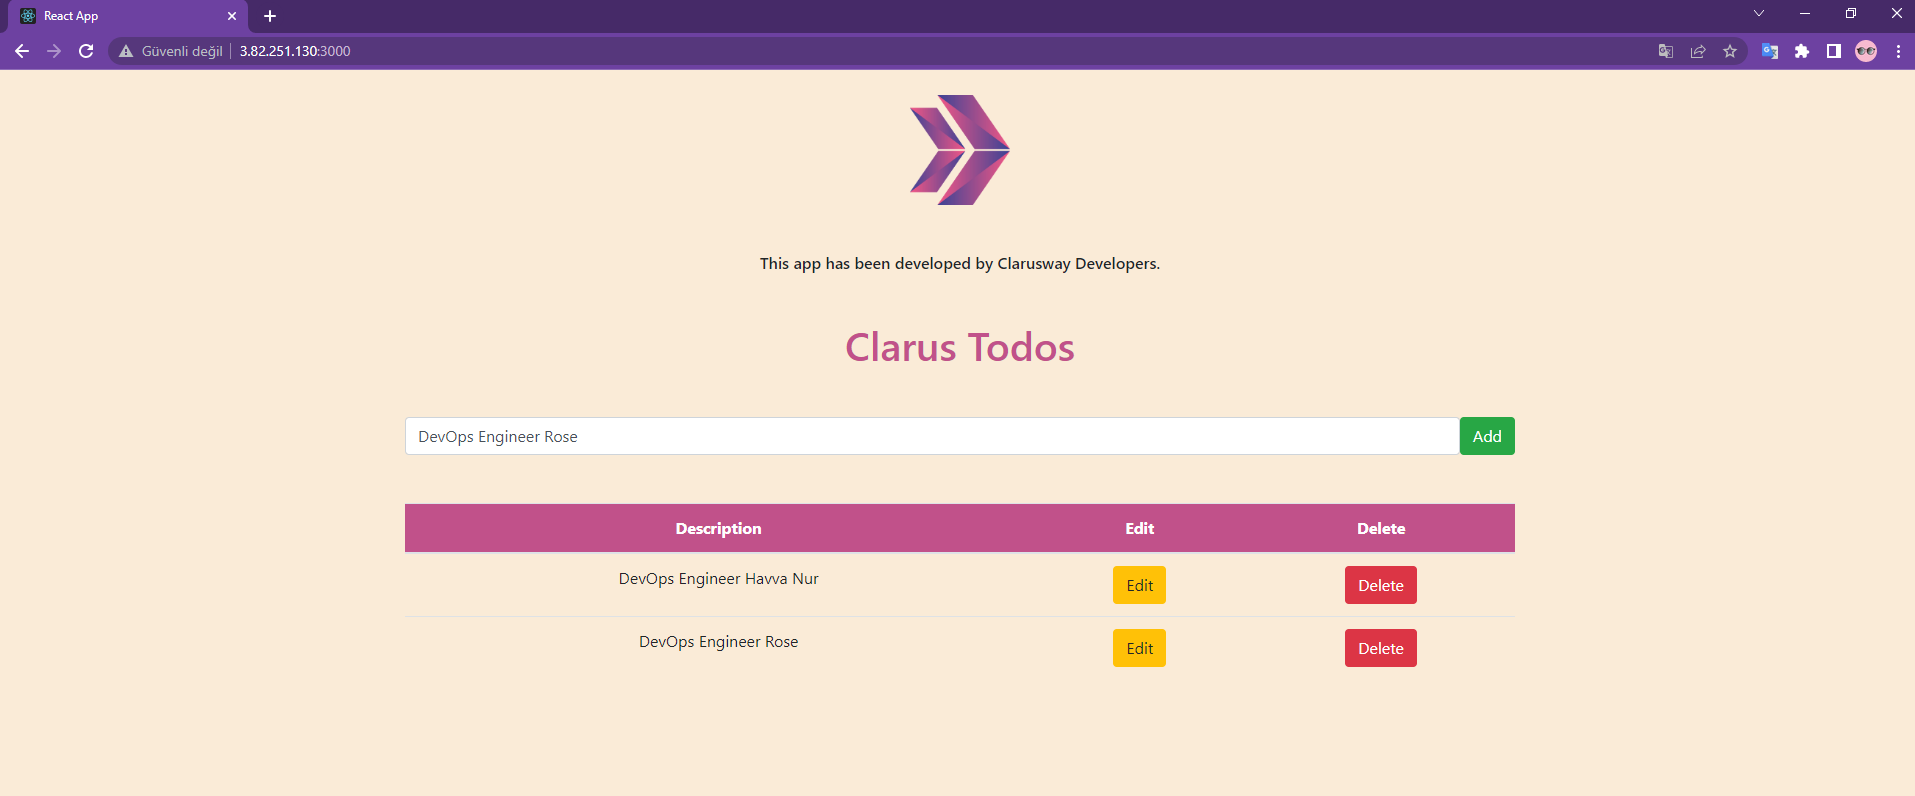 React App
Güvenli değil 3.82.251.130:3000
This app has been developed by Clarusway Developers.
Clarus Todos
DevOps Engineer Rose Add
Description Edit Delete
DevOps Engineer Havva Nur Edit Delete
DevOps Engineer Rose Edit Delete